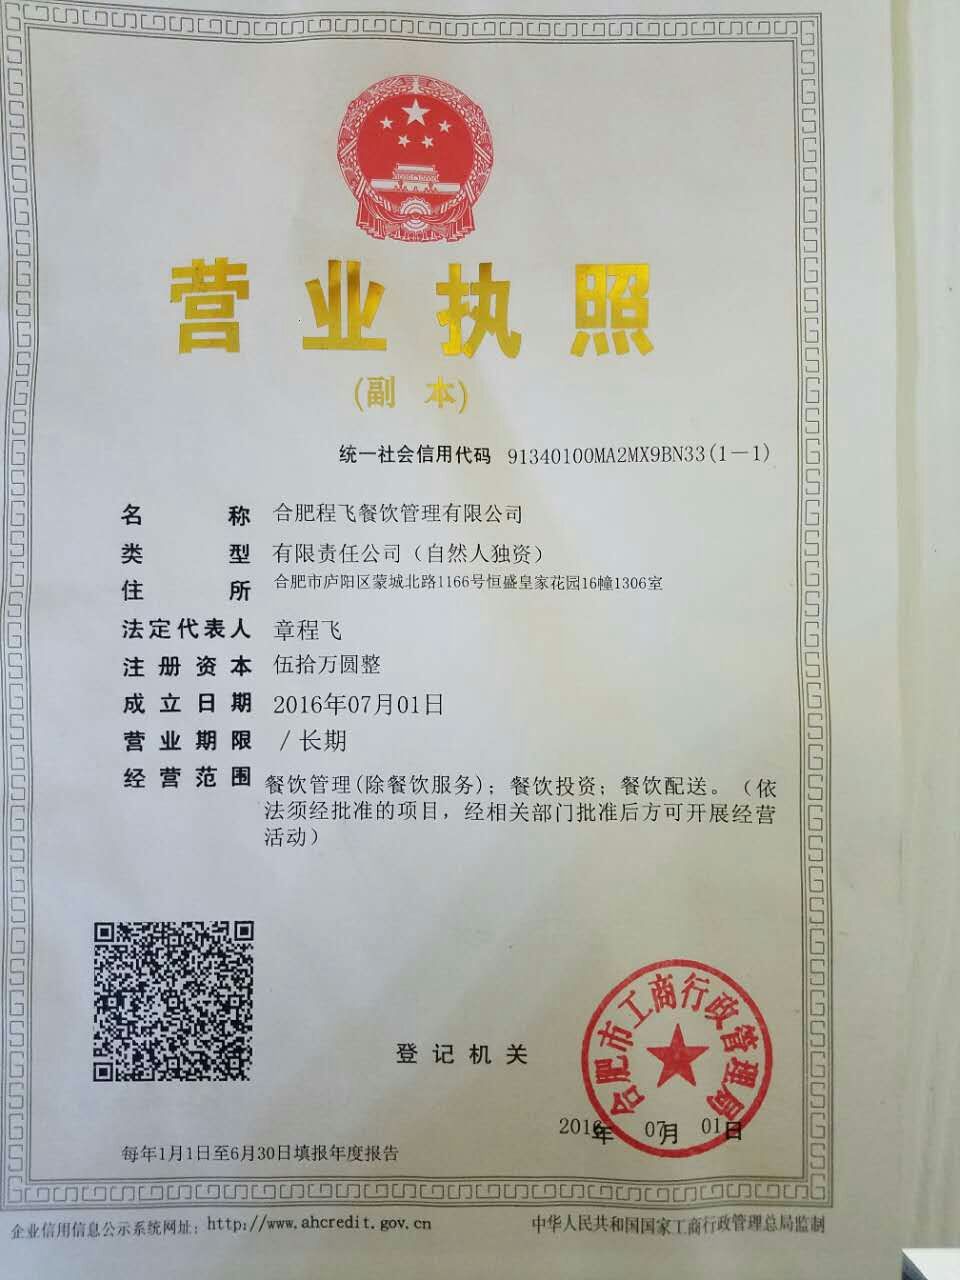 营业执照
(副 本)
统一社会信用代码 91340100MA2MX9BN33(1-1)
名称 合肥程飞餐饮管理有限公司
类型 有限责任公司（自然人独资）
住所 合肥市庐阳区蒙城北路1166号恒盛皇家花园16幢1306室
法定代表人 章程飞
注册资本 伍拾万圆整
成立日期 2016年07月01日
营业期限 /长期
经营范围 餐饮管理(除餐饮服务)；餐饮投资；餐饮配送。（依
法须经批准的项目，经相关部门批准后方可开展经营
活动）
合肥市工商行政管理局
登记机关
2016年 07月 01日
每年1月1日至6月30日填报年度报告
企业信用信息公示系统网址：http://www.ahcredit.gov.cn
中华人民共和国国家工商行政管理总局监制